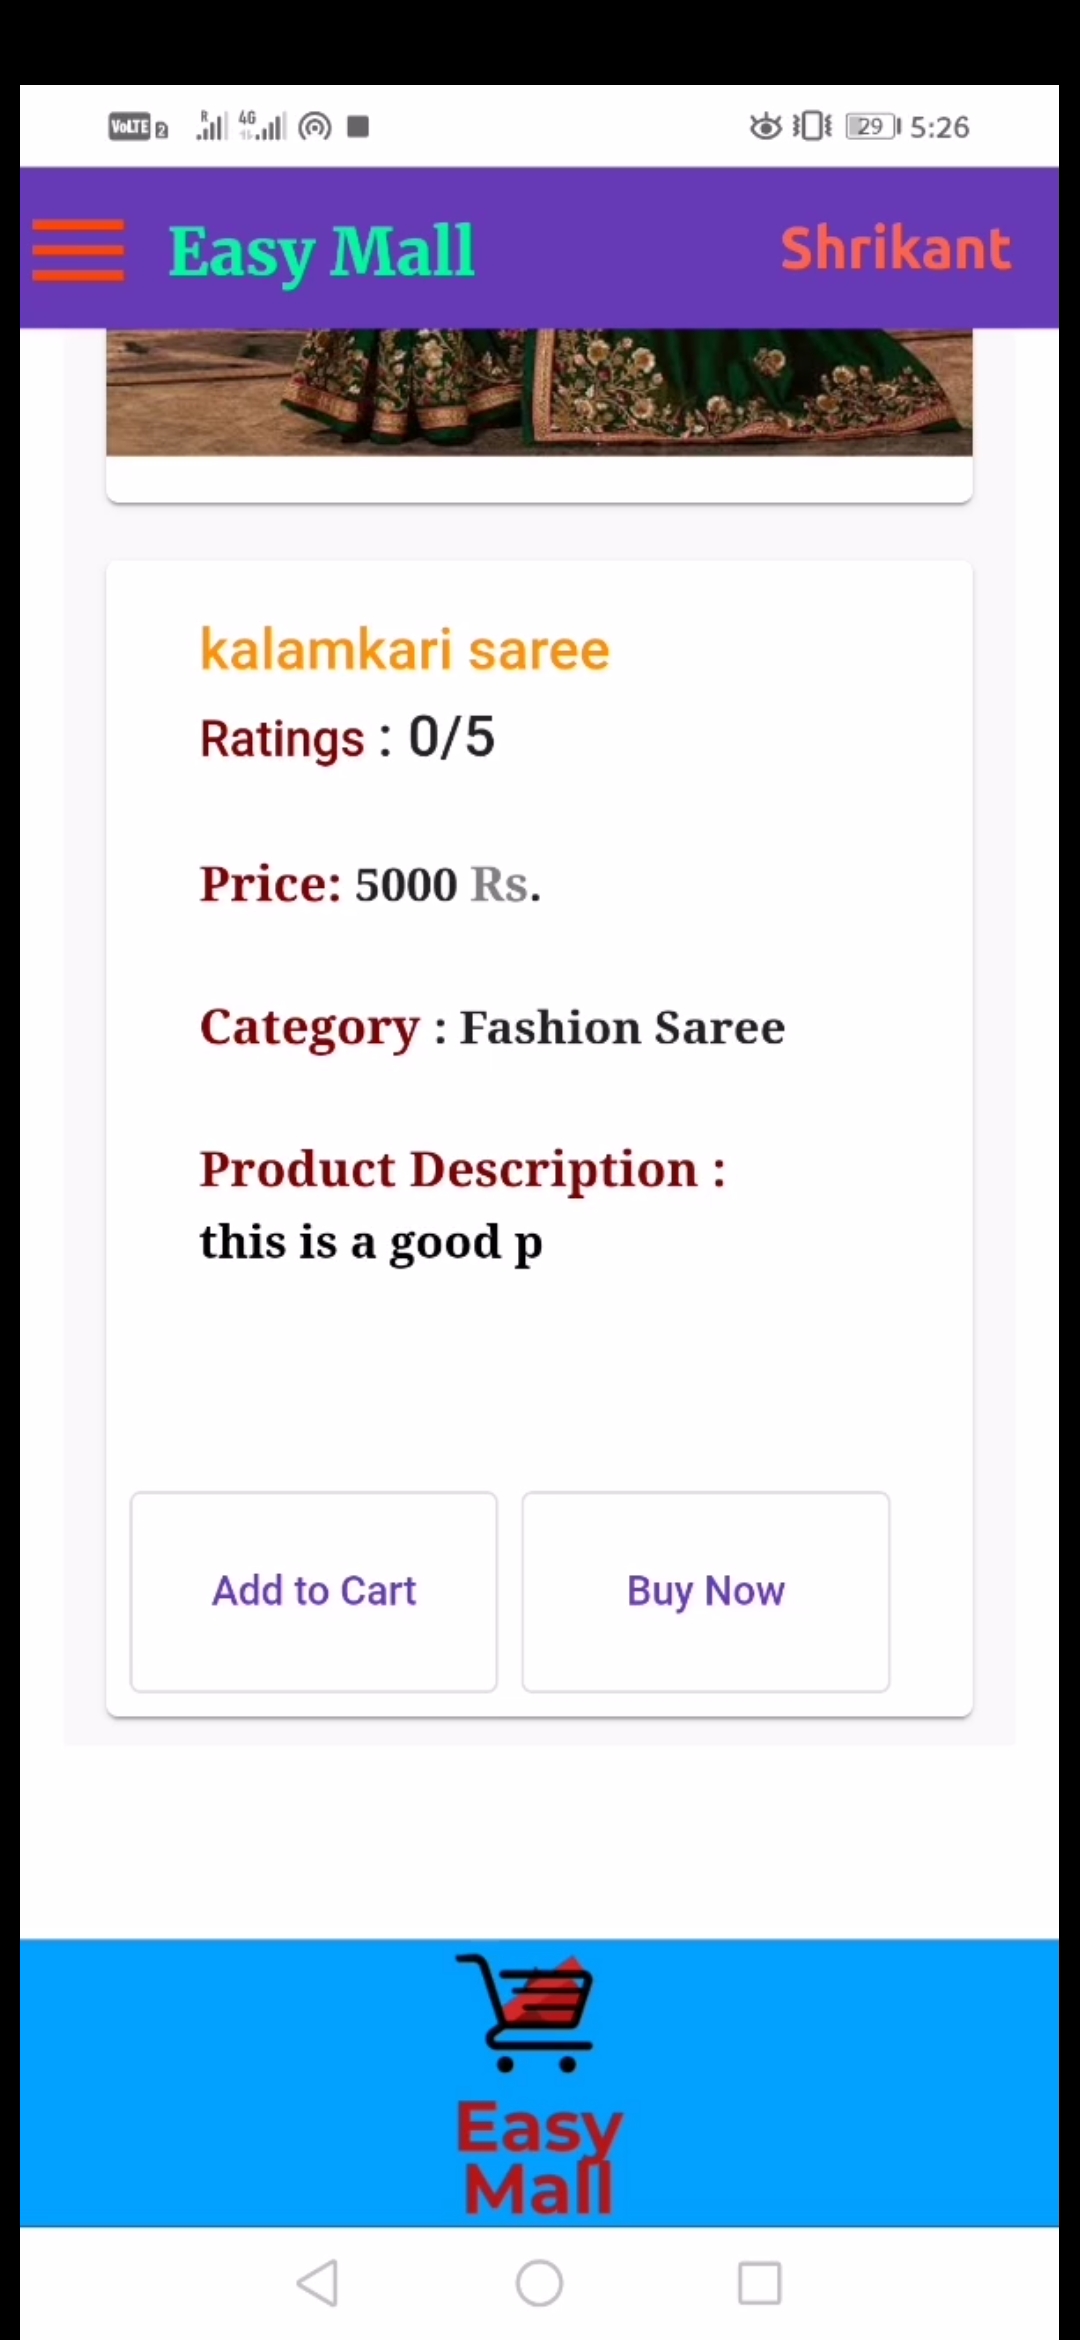 VoLTE 2 R 4G 29 5:26
Easy Mall Shrikant
kalamkari saree
Ratings : 0/5
Price: 5000 Rs.
Category : Fashion Saree
Product Description :
this is a good p
Add to Cart Buy Now
Easy
Mall